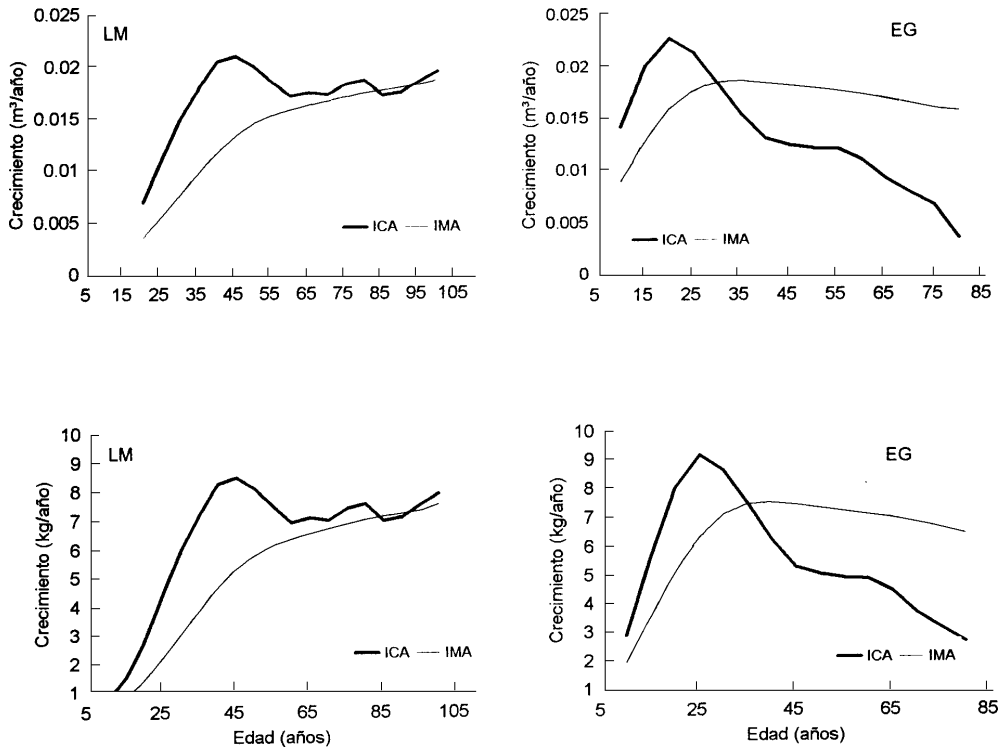 LM
Crecimiento (m³/año)
0.025
0.02
0.015
0.01
0.005
0
ICA IMA
5 15 25 35 45 55 65 75 85 95 105
EG
Crecimiento (m³/año)
0.025
0.02
0.015
0.01
0.005
0
ICA IMA
5 15 25 35 45 55 65 75 85
LM
Crecimiento (kg/año)
10
9
8
7
6
5
4
3
2
1
ICA IMA
5 25 45 65 85 105
Edad (años)
EG
Crecimiento (kg/año)
10
9
8
7
6
5
4
3
2
1
ICA IMA
5 25 45 65 85
Edad (años)